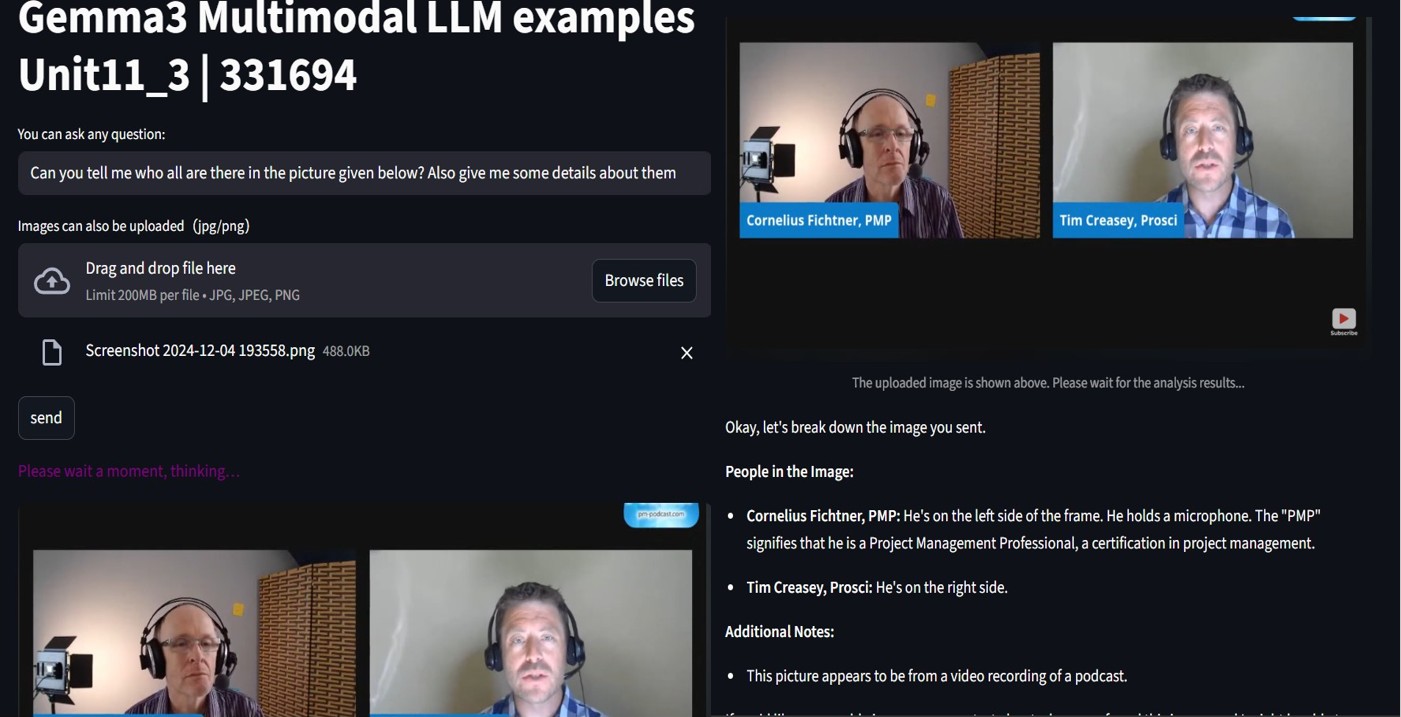 Gemma3 Multimodal LLM examples
Unit11_3 | 331694
You can ask any question:
Can you tell me who all are there in the picture given below? Also give me some details about them
Images can also be uploaded (jpg/png)
Drag and drop file here
Limit 200MB per file • JPG, JPEG, PNG
Browse files
Screenshot 2024-12-04 193558.png 488.0KB
send
Please wait a moment, thinking...
pm-podcast.com
Cornelius Fichtner, PMP
Tim Creasey, Prosci
Subscribe
The uploaded image is shown above. Please wait for the analysis results...
Okay, let's break down the image you sent.
People in the Image:
• Cornelius Fichtner, PMP: He's on the left side of the frame. He holds a microphone. The "PMP"
signifies that he is a Project Management Professional, a certification in project management.
• Tim Creasey, Prosci: He's on the right side.
Additional Notes:
• This picture appears to be from a video recording of a podcast.